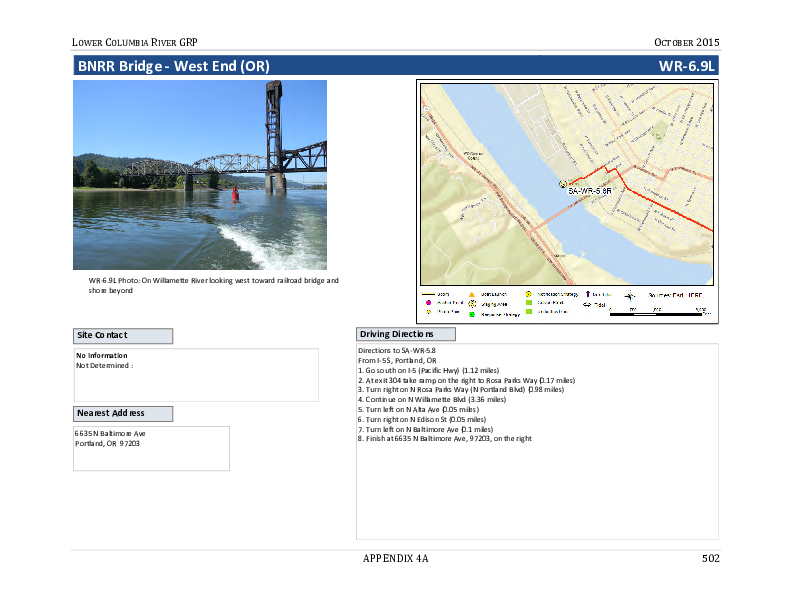 LOWER COLUMBIA RIVER GRP
OCTOBER 2015
BNRR Bridge - West End (OR)
WR-6.9L
SA-WR-5.8R
Sources: Esri, HERE,
WR-6.9L Photo: On Willamette River looking west toward railroad bridge and
shore beyond
Site Contact
No Information
Not Determined :
Nearest Address
6635 N Baltimore Ave
Portland, OR 97203
Driving Directions
Directions to SA-WR-5.8
From I-5S, Portland, OR
1. Go south on I-5 (Pacific Hwy) (1.12 miles)
2. At exit 304 take ramp on the right to Rosa Parks Way (0.17 miles)
3. Turn right on N Rosa Parks Way (N Portland Blvd) (0.98 miles)
4. Continue on N Willamette Blvd (3.36 miles)
5. Turn left on N Alta Ave (0.05 miles)
6. Turn right on N Edison St (0.05 miles)
7. Turn left on N Baltimore Ave (0.1 miles)
8. Finish at 6635 N Baltimore Ave, 97203, on the right
APPENDIX 4A
502